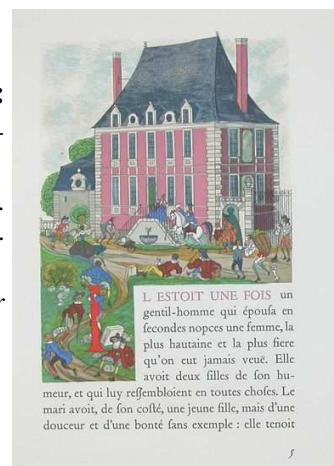 L ESTOIT UNE FOIS un
gentil-homme qui épouſa en
ſecondes nopces une femme, la
plus hautaine et la plus fiere
qu'on eut jamais veuë. Elle
avoit deux filles de ſon hu-
meur, et qui luy reſſembloient en toutes choſes. Le
mari avoit, de ſon coſté, une jeune fille, mais d'une
douceur et d'une bonté ſans exemple : elle tenoit
5